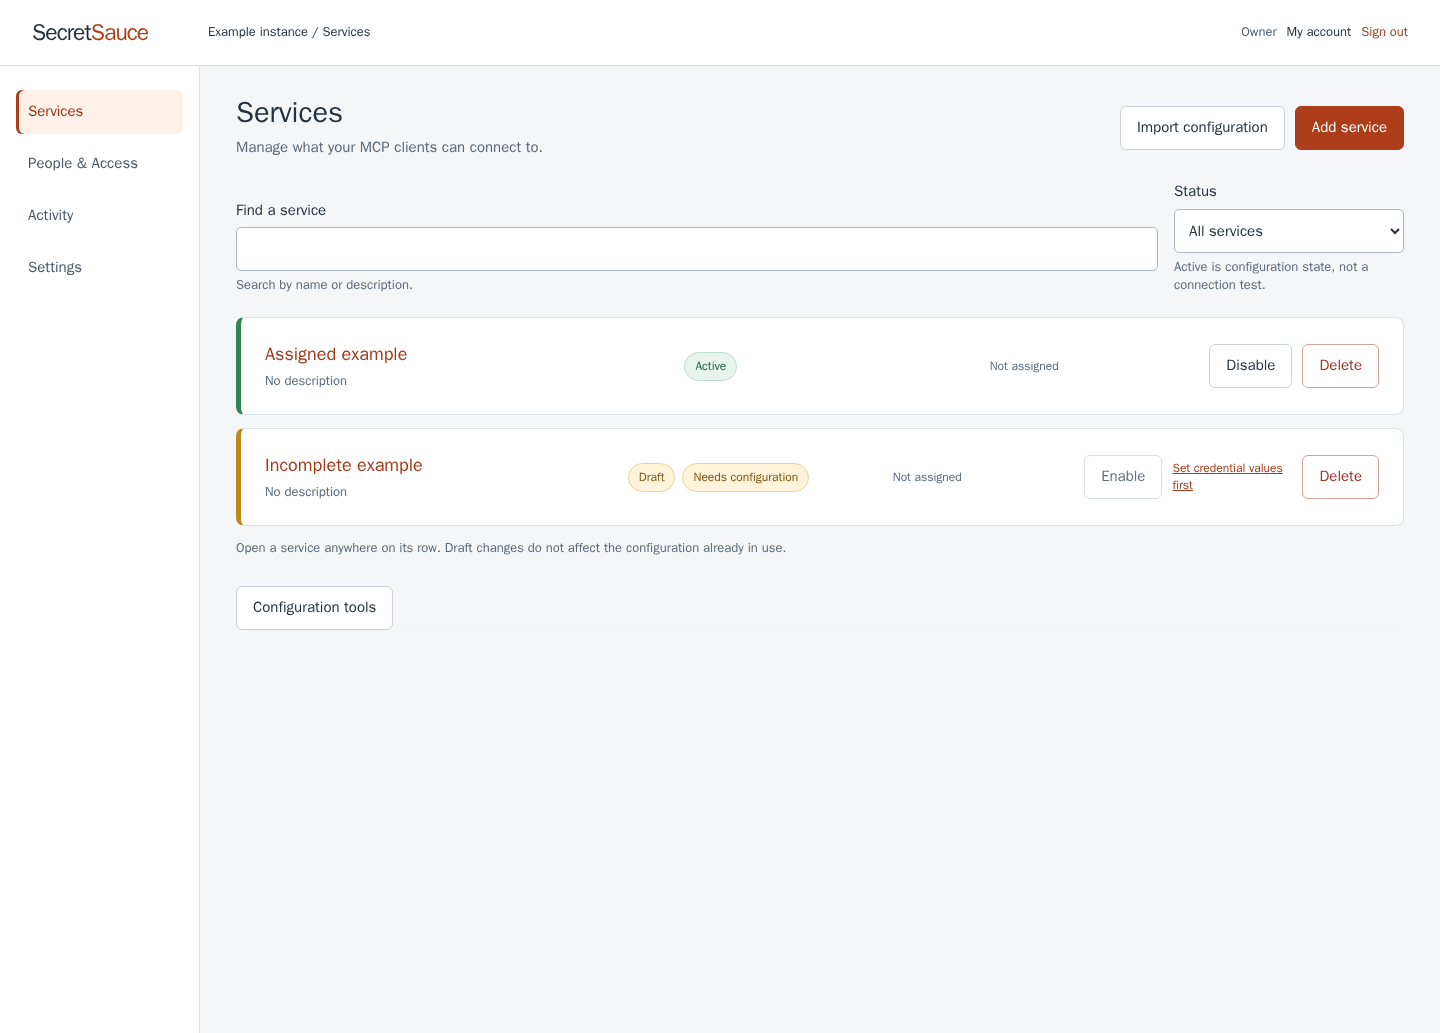 SecretSauce
Example instance / Services
Owner My account Sign out
Services
People & Access
Activity
Settings
Services
Manage what your MCP clients can connect to.
Import configuration
Add service
Find a service
Search by name or description.
Status
All services
Active is configuration state, not a
connection test.
Assigned example
No description
Active
Not assigned
Disable
Delete
Incomplete example
No description
Draft
Needs configuration
Not assigned
Enable
Set credential values
first
Delete
Open a service anywhere on its row. Draft changes do not affect the configuration already in use.
Configuration tools